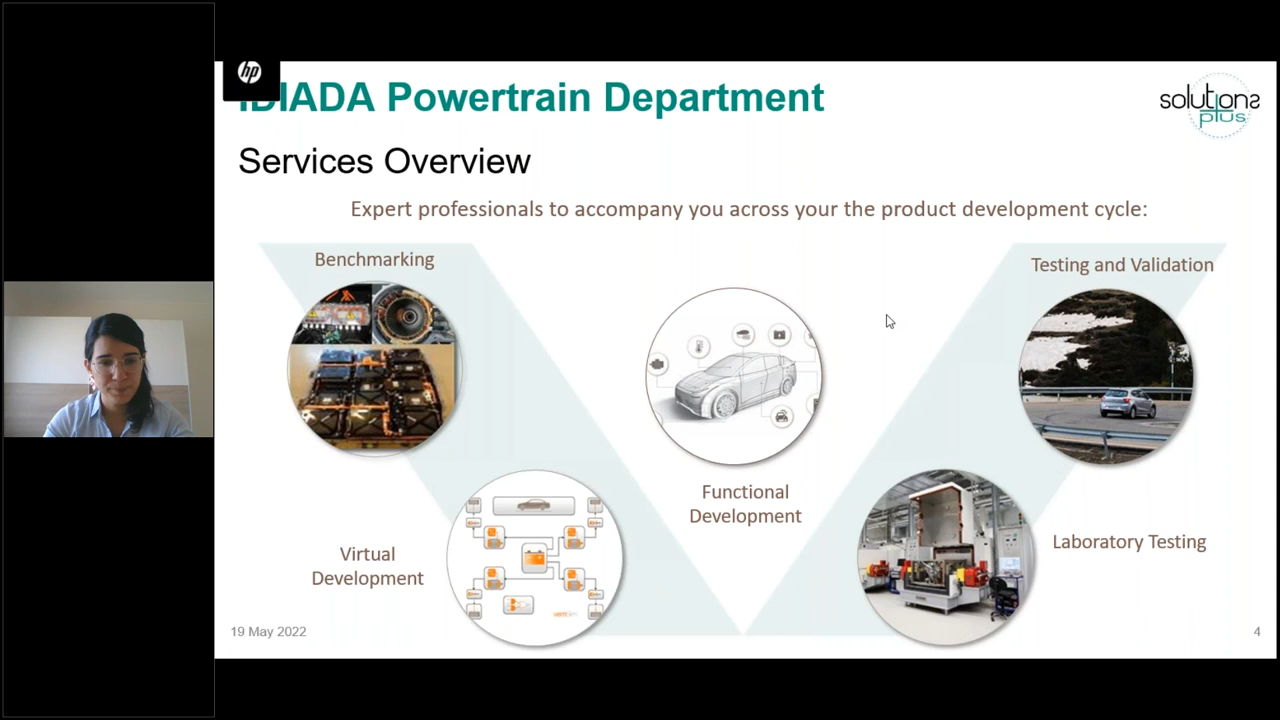 hp
IDIADA Powertrain Department
solutions
plus
Services Overview
Expert professionals to accompany you across your the product development cycle:
Benchmarking
Testing and Validation
Functional
Development
Virtual
Development
Laboratory Testing
19 May 2022
4